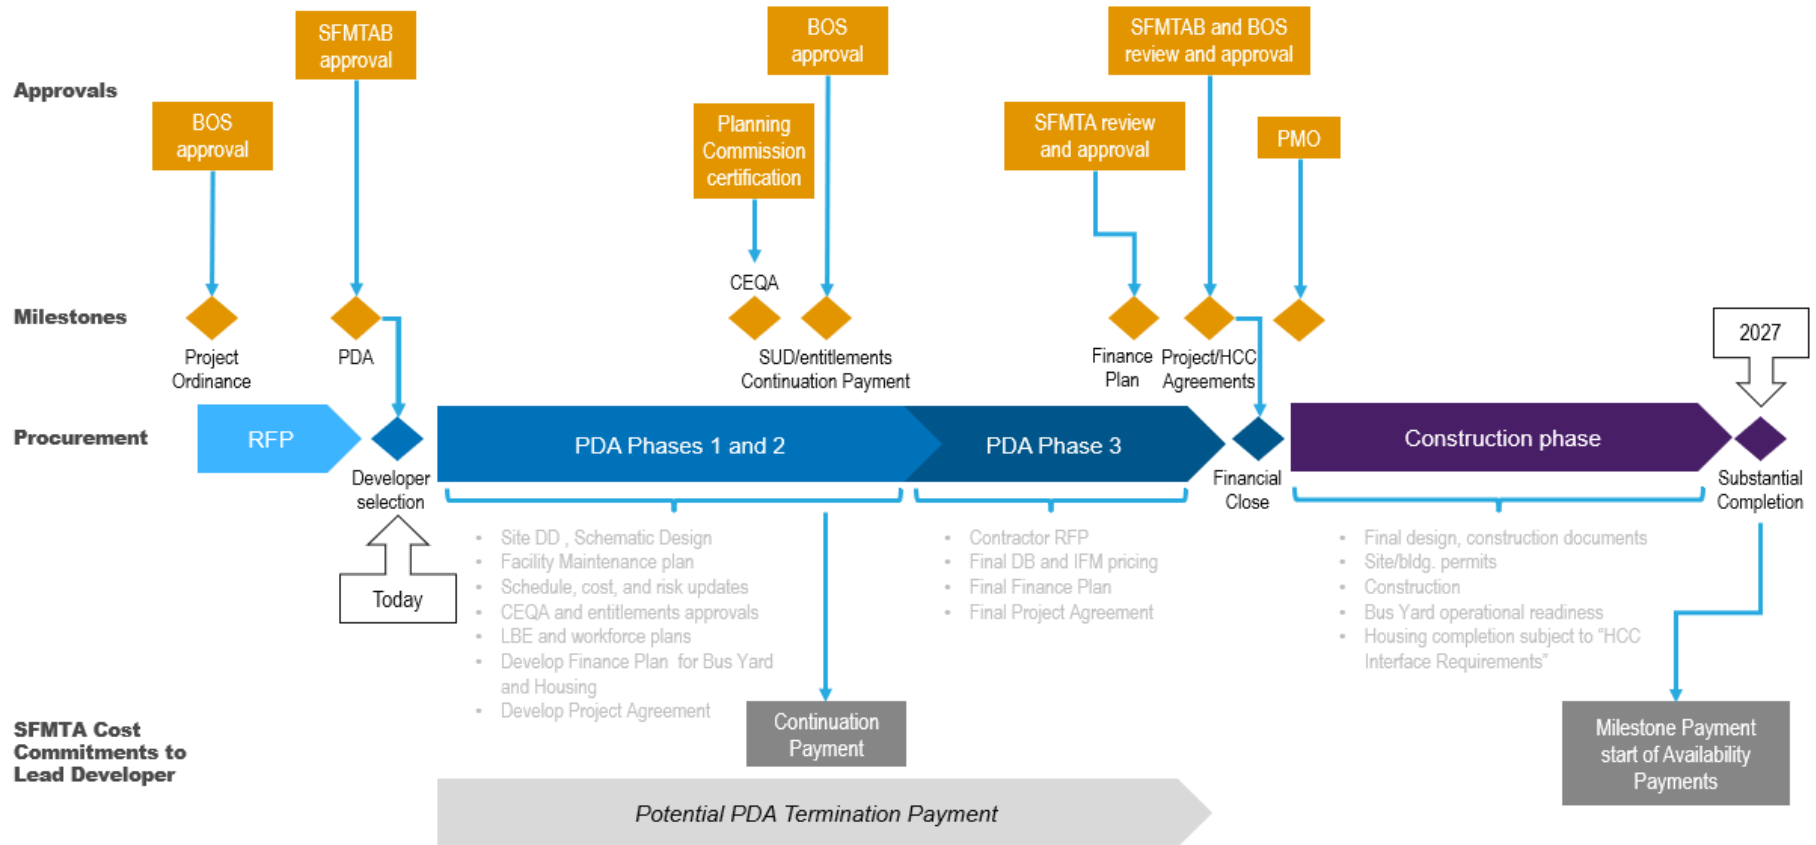 Approvals
BOS
approval
SFMTAB
approval
Planning
Commission
certification
BOS
approval
SFMTA review
and approval
SFMTAB and BOS
review and approval
PMO
Milestones
Project
Ordinance
PDA
CEQA
SUD/entitlements
Continuation Payment
Finance
Plan
Project/HCC
Agreements
2027
Procurement
RFP
Developer
selection
PDA Phases 1 and 2
PDA Phase 3
Financial
Close
Construction phase
Substantial
Completion
Today
• Site DD , Schematic Design
• Facility Maintenance plan
• Schedule, cost, and risk updates
• CEQA and entitlements approvals
• LBE and workforce plans
• Develop Finance Plan for Bus Yard
and Housing
• Develop Project Agreement
• Contractor RFP
• Final DB and IFM pricing
• Final Finance Plan
• Final Project Agreement
• Final design, construction documents
• Site/bldg. permits
• Construction
• Bus Yard operational readiness
• Housing completion subject to “HCC
Interface Requirements”
SFMTA Cost
Commitments to
Lead Developer
Continuation
Payment
Milestone Payment
start of Availability
Payments
Potential PDA Termination Payment